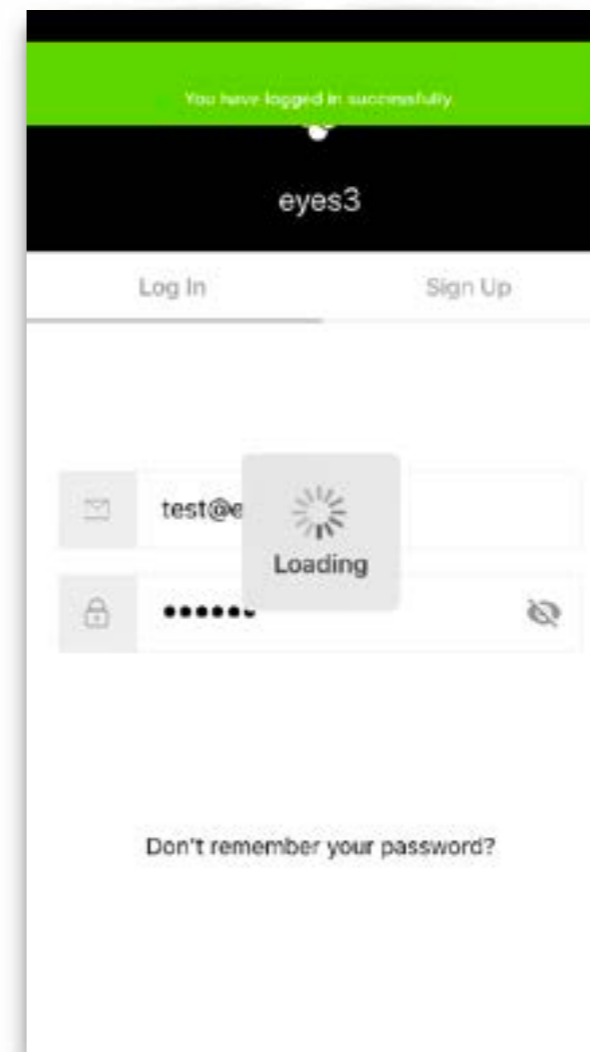 You have logged in successfully
eyes3
Log In Sign Up
test@e
Loading
Don't remember your password?